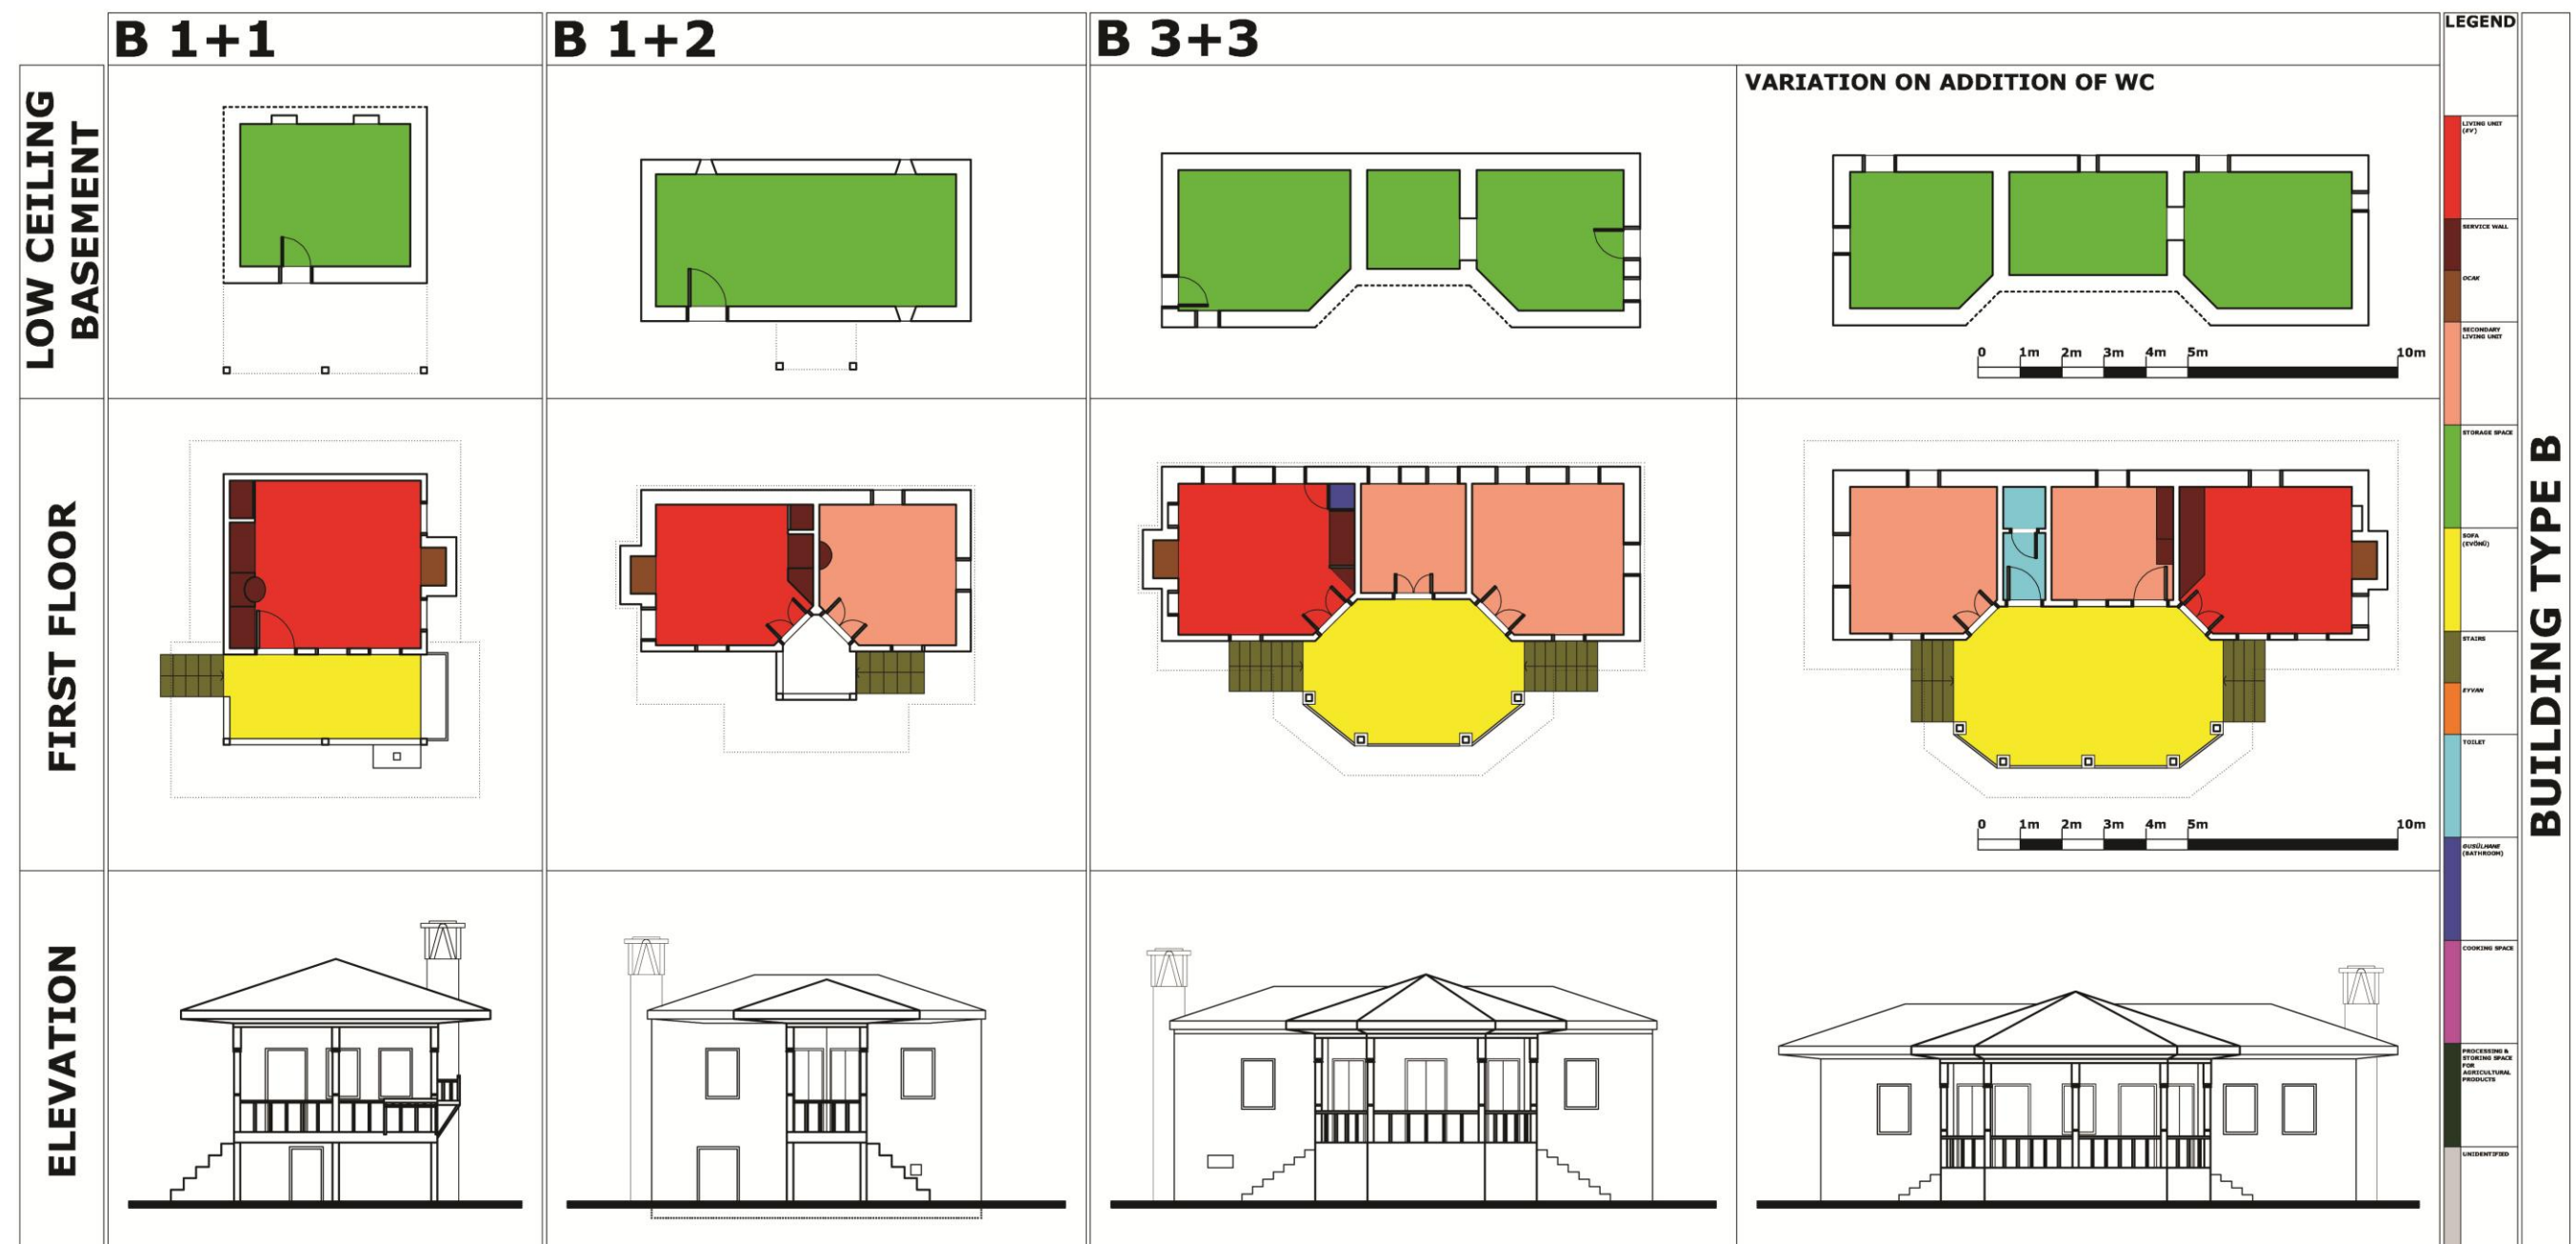 B 1+1
B 1+2
B 3+3
LEGEND
LOW CEILING
BASEMENT
VARIATION ON ADDITION OF WC
0 1m 2m 3m 4m 5m 10m
FIRST FLOOR
0 1m 2m 3m 4m 5m 10m
ELEVATION
LIVING UNIT
(EV)
SERVICE WALL
OCAK
SECONDARY
LIVING UNIT
STORAGE SPACE
SOFA
(EVÖNÜ)
STAIRS
EYVAN
TOILET
GUSÜLHANE
(BATHROOM)
COOKING SPACE
PROCESSING &
STORING SPACE
FOR
AGRICULTURAL
PRODUCTS
UNIDENTIFIED
BUILDING TYPE B